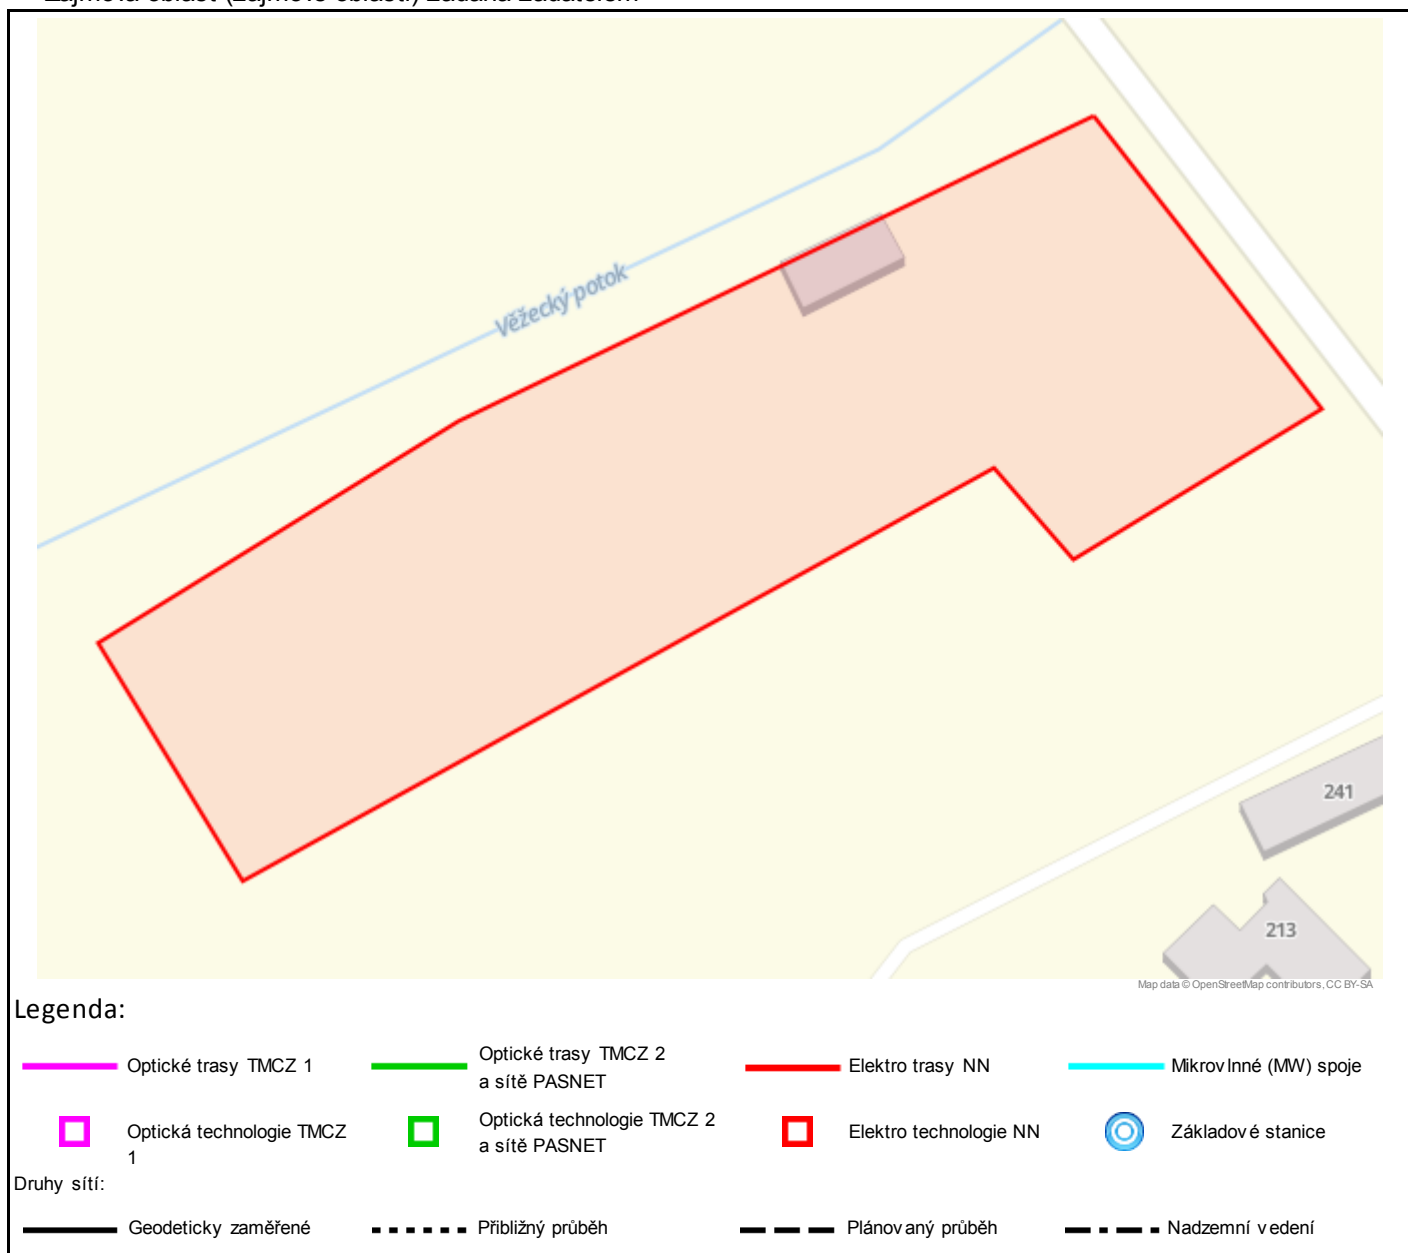 Věžecký potok
241
213
Map data © OpenStreetMap contributors, CC BY-SA
Legenda:
Optické trasy TMCZ 1
Optické trasy TMCZ 2
a sítě PASNET
Elektro trasy NN
Mikrovlnné (MW) spoje
Optická technologie TMCZ
1
Optická technologie TMCZ 2
a sítě PASNET
Elektro technologie NN
Základové stanice
Druhy sítí:
Geodeticky zaměřené
Přibližný průběh
Plánovaný průběh
Nadzemní vedení